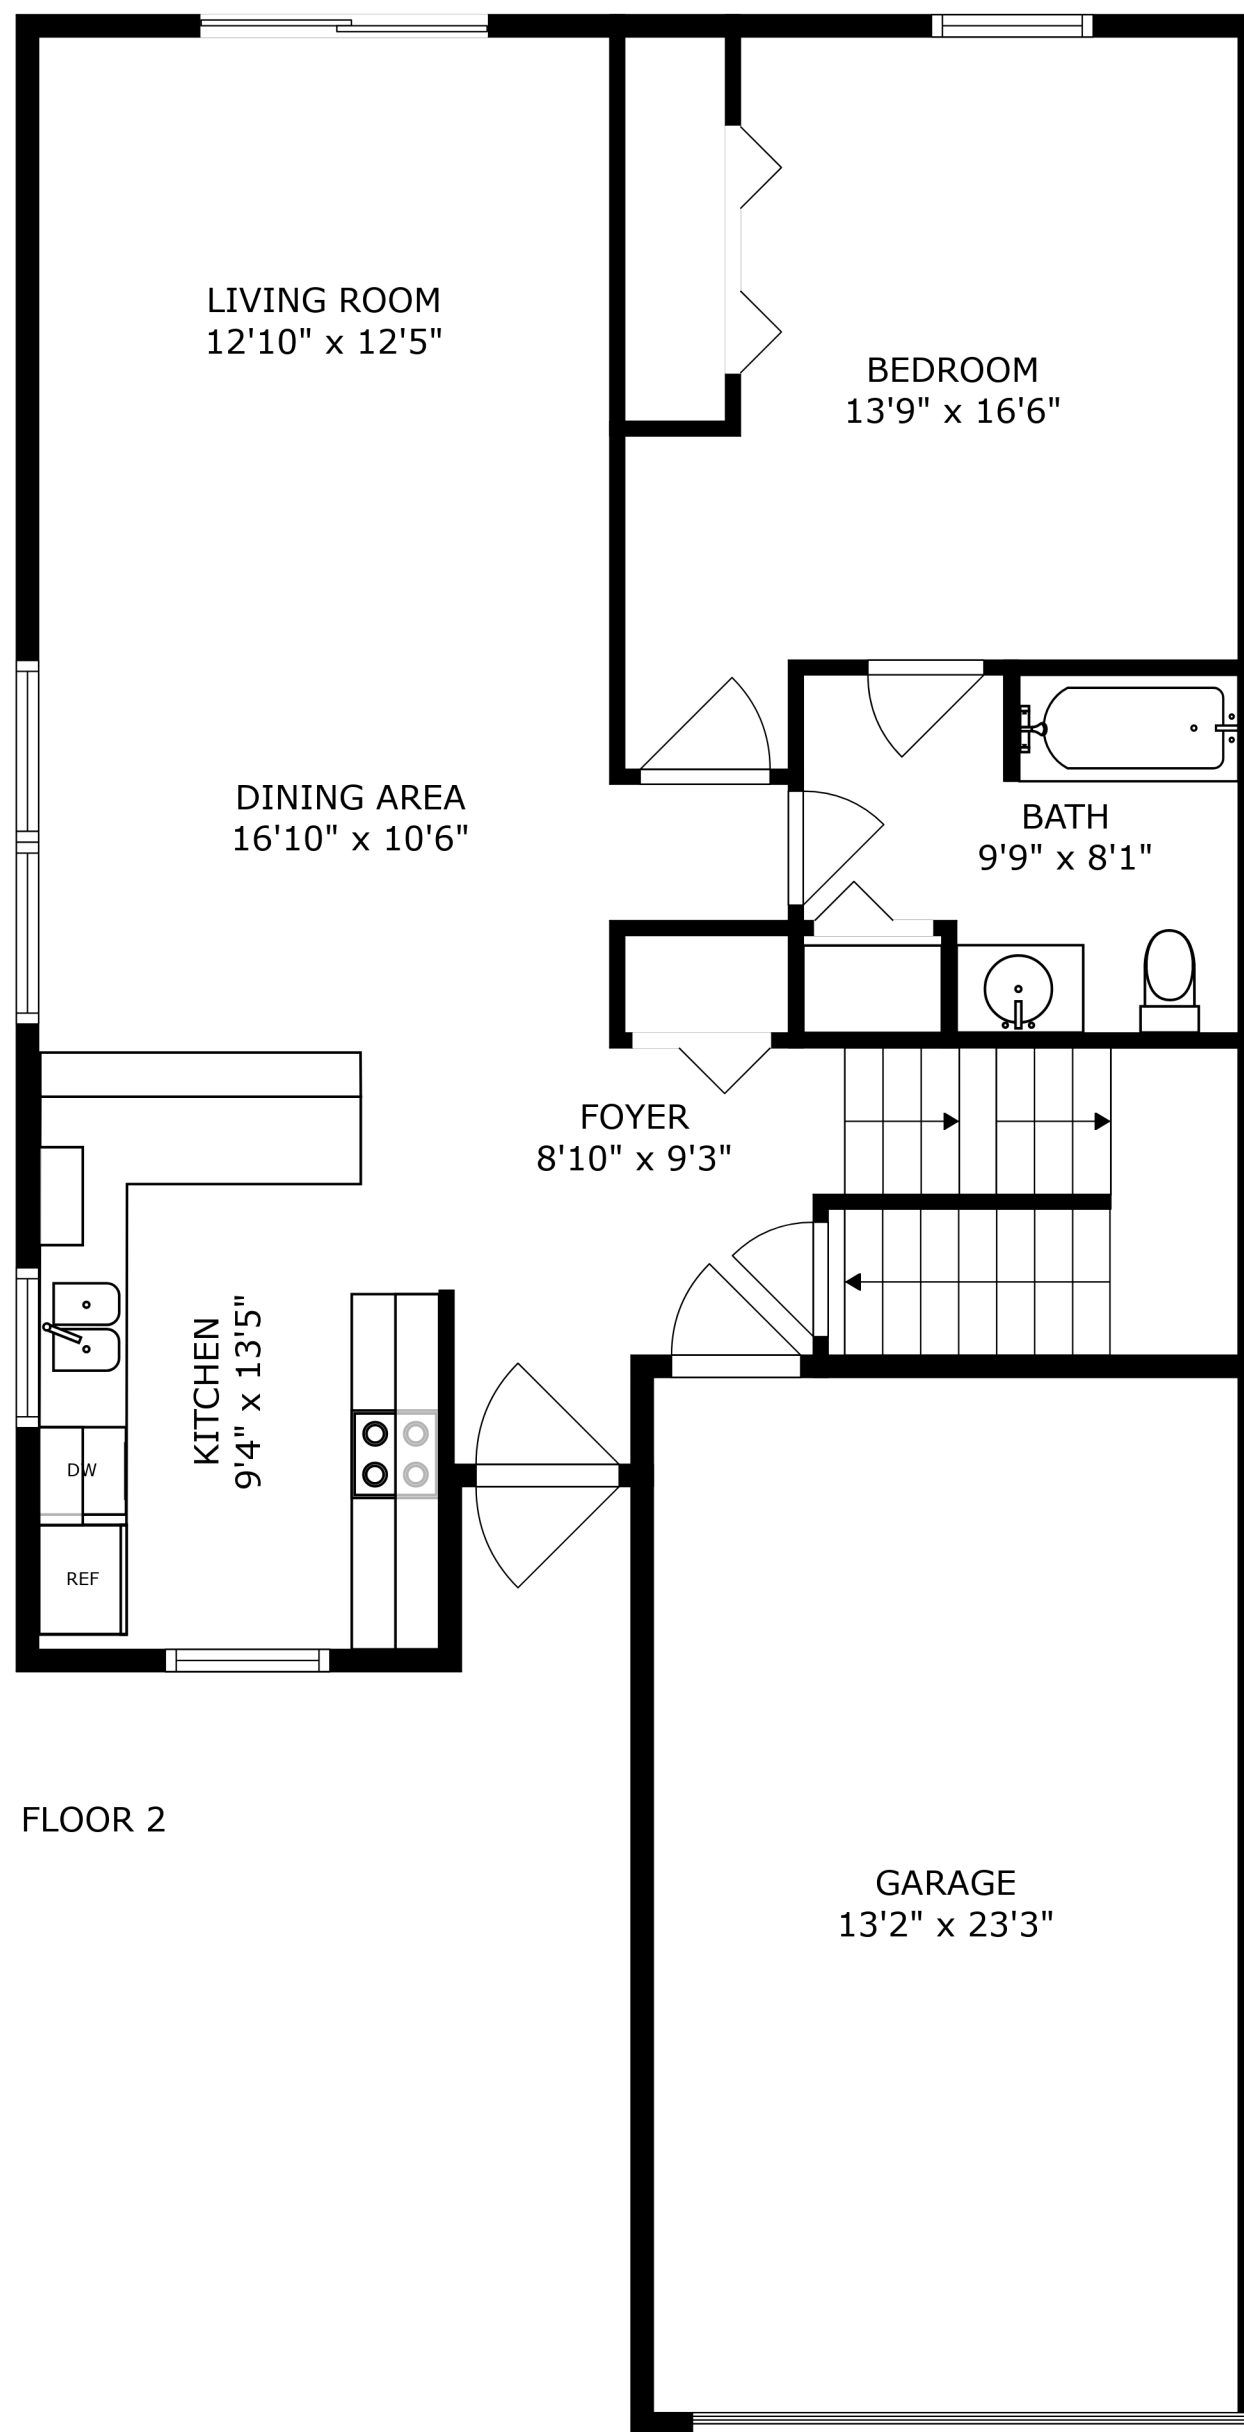 LIVING ROOM
12'10" x 12'5"
BEDROOM
13'9" x 16'6"
DINING AREA
16'10" x 10'6"
BATH
9'9" x 8'1"
FOYER
8'10" x 9'3"
KITCHEN
9'4" x 13'5"
DW
REF
FLOOR 2
GARAGE
13'2" x 23'3"